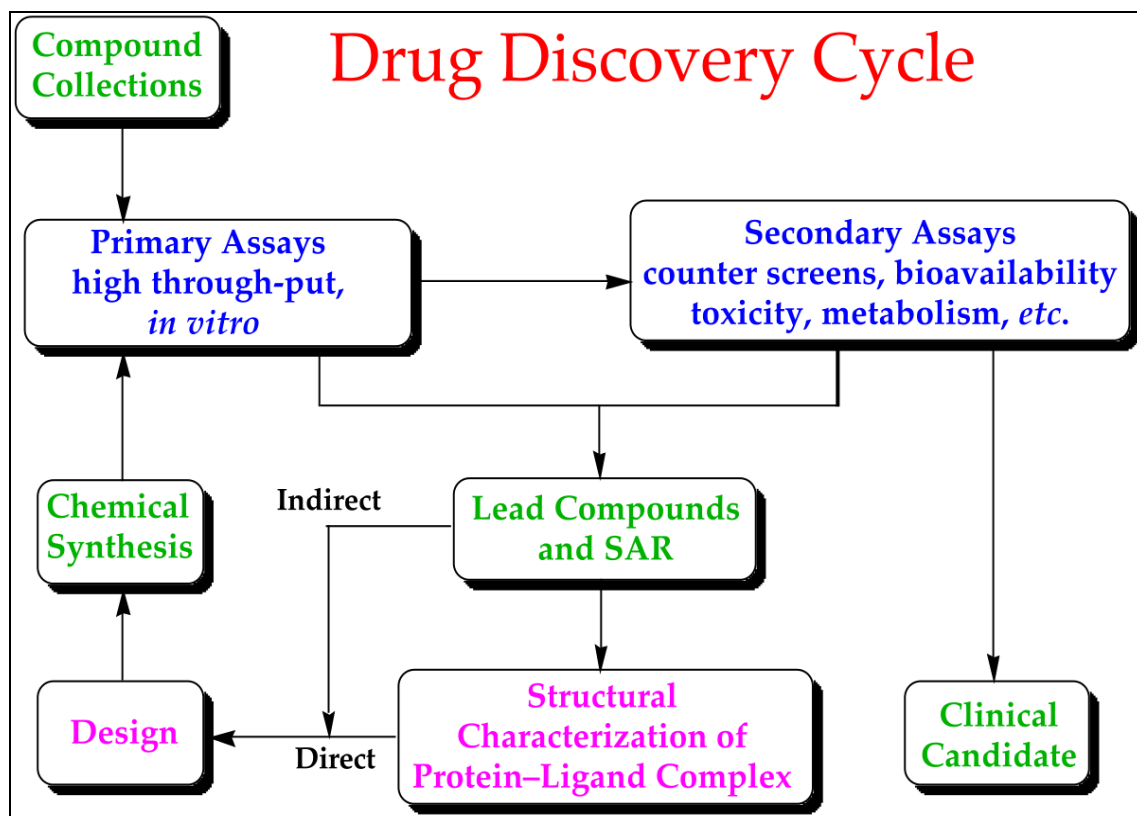 Compound
Collections
Drug Discovery Cycle
Primary Assays
high through-put,
in vitro
Secondary Assays
counter screens, bioavailability
toxicity, metabolism, etc.
Chemical
Synthesis
Indirect
Lead Compounds
and SAR
Design
Direct
Structural
Characterization of
Protein–Ligand Complex
Clinical
Candidate